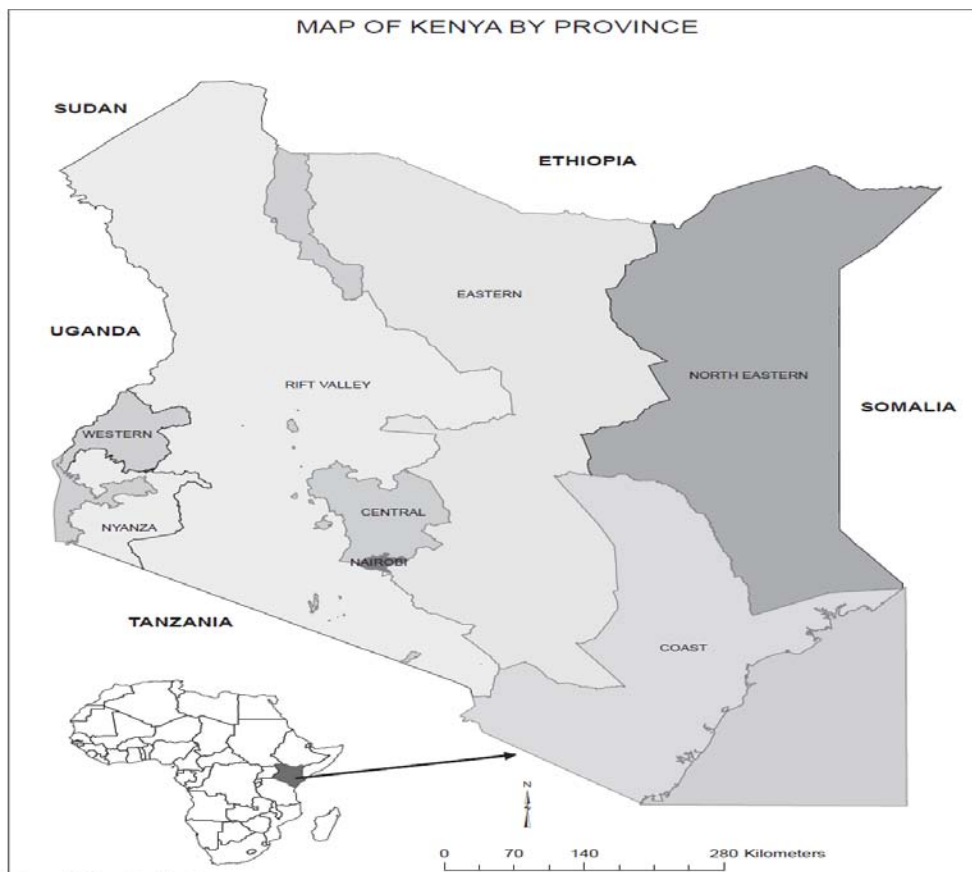 MAP OF KENYA BY PROVINCE
SUDAN
ETHIOPIA
EASTERN
UGANDA
RIFT VALLEY
NORTH EASTERN
SOMALIA
WESTERN
CENTRAL
NYANZA
NAIROBI
TANZANIA
COAST
N
0 70 140 280 Kilometers